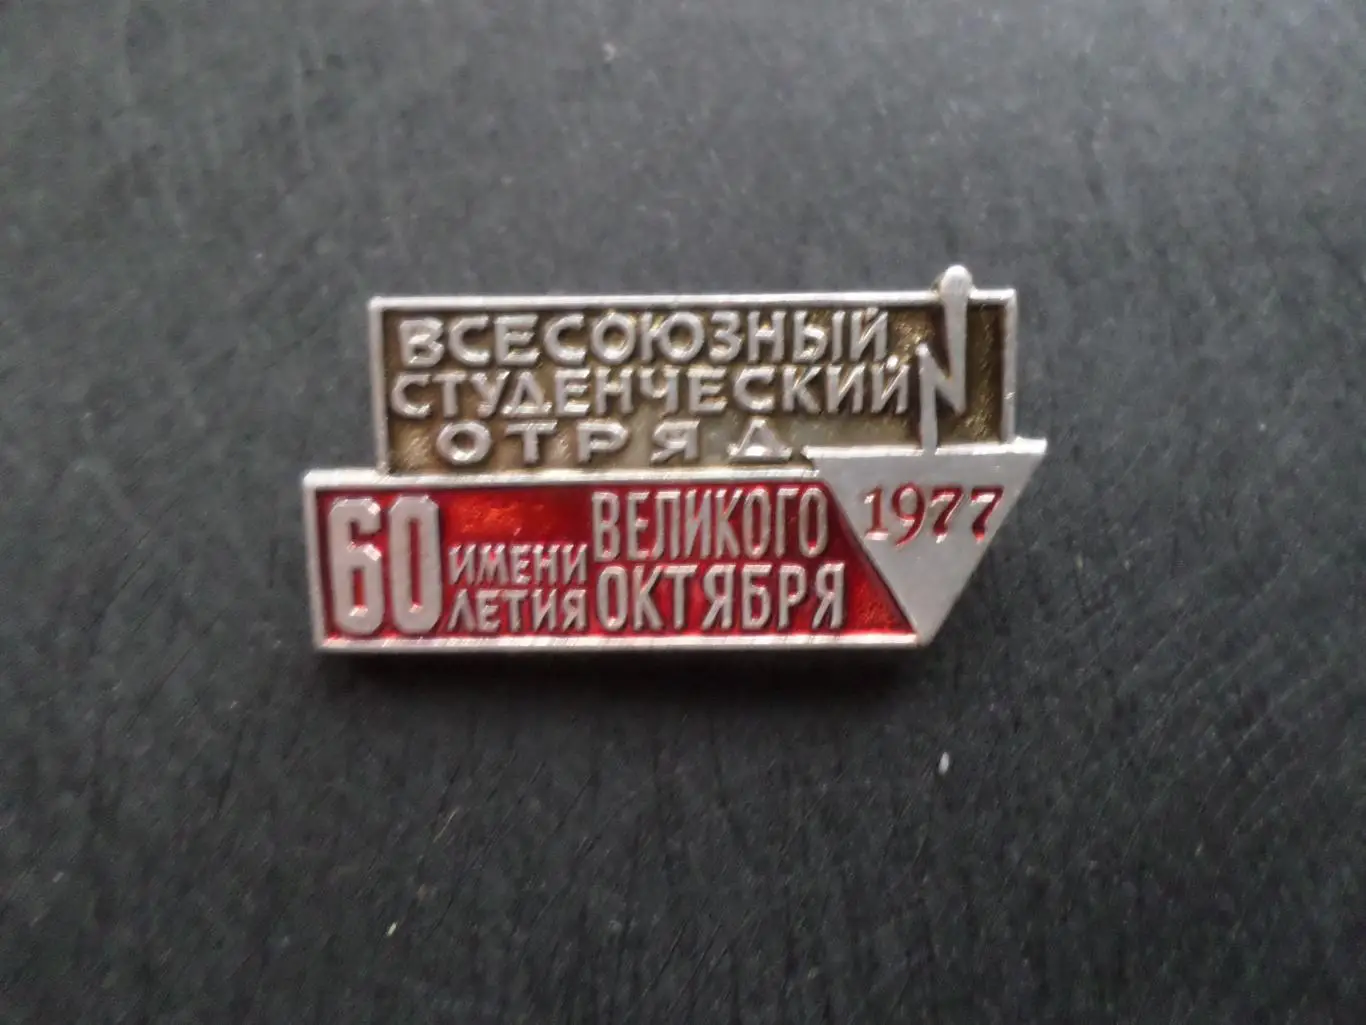 ВСЕСОЮЗНЫЙ
СТУДЕНЧЕСКИЙ
ОТРЯД
60 ИМЕНИ ВЕЛИКОГО 1977
ЛЕТИЯ ОКТЯБРЯ